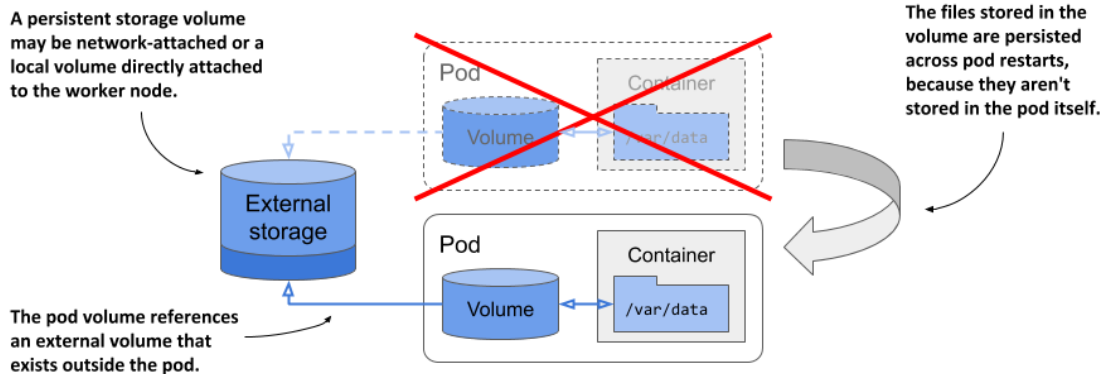 A persistent storage volume
may be network-attached or a
local volume directly attached
to the worker node.
The files stored in the
volume are persisted
across pod restarts,
because they aren't
stored in the pod itself.
Pod
Container
Volume
/var/data
External
storage
Pod
Container
Volume
/var/data
The pod volume references
an external volume that
exists outside the pod.